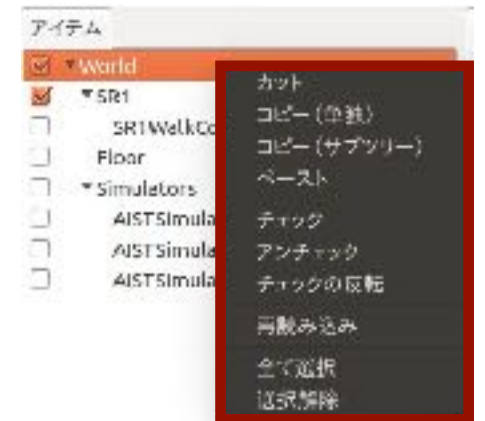 アイテム
World
SR1
SR1WalkCo
Floor
Simulators
AISTSimula
AISTSimula
AISTSimula
カット
コピー (単独)
コピー (サブツリー)
ペースト
チェック
アンチェック
チェックの反転
再読み込み
全て選択
選択解除